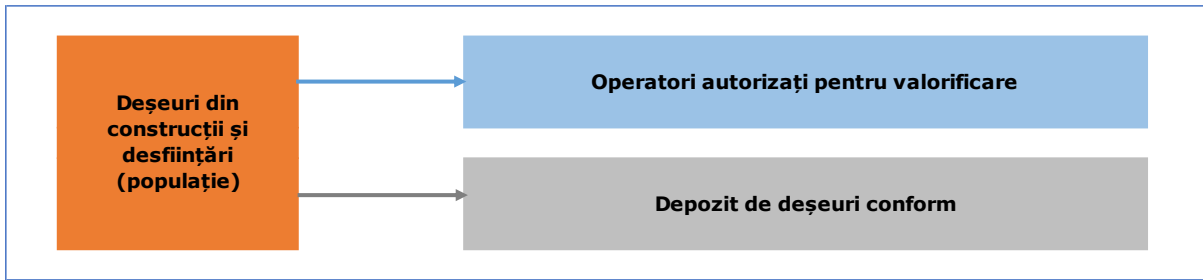 Deșeuri din
construcții și
desființări
(populație)
Operatori autorizați pentru valorificare
Depozit de deșeuri conform